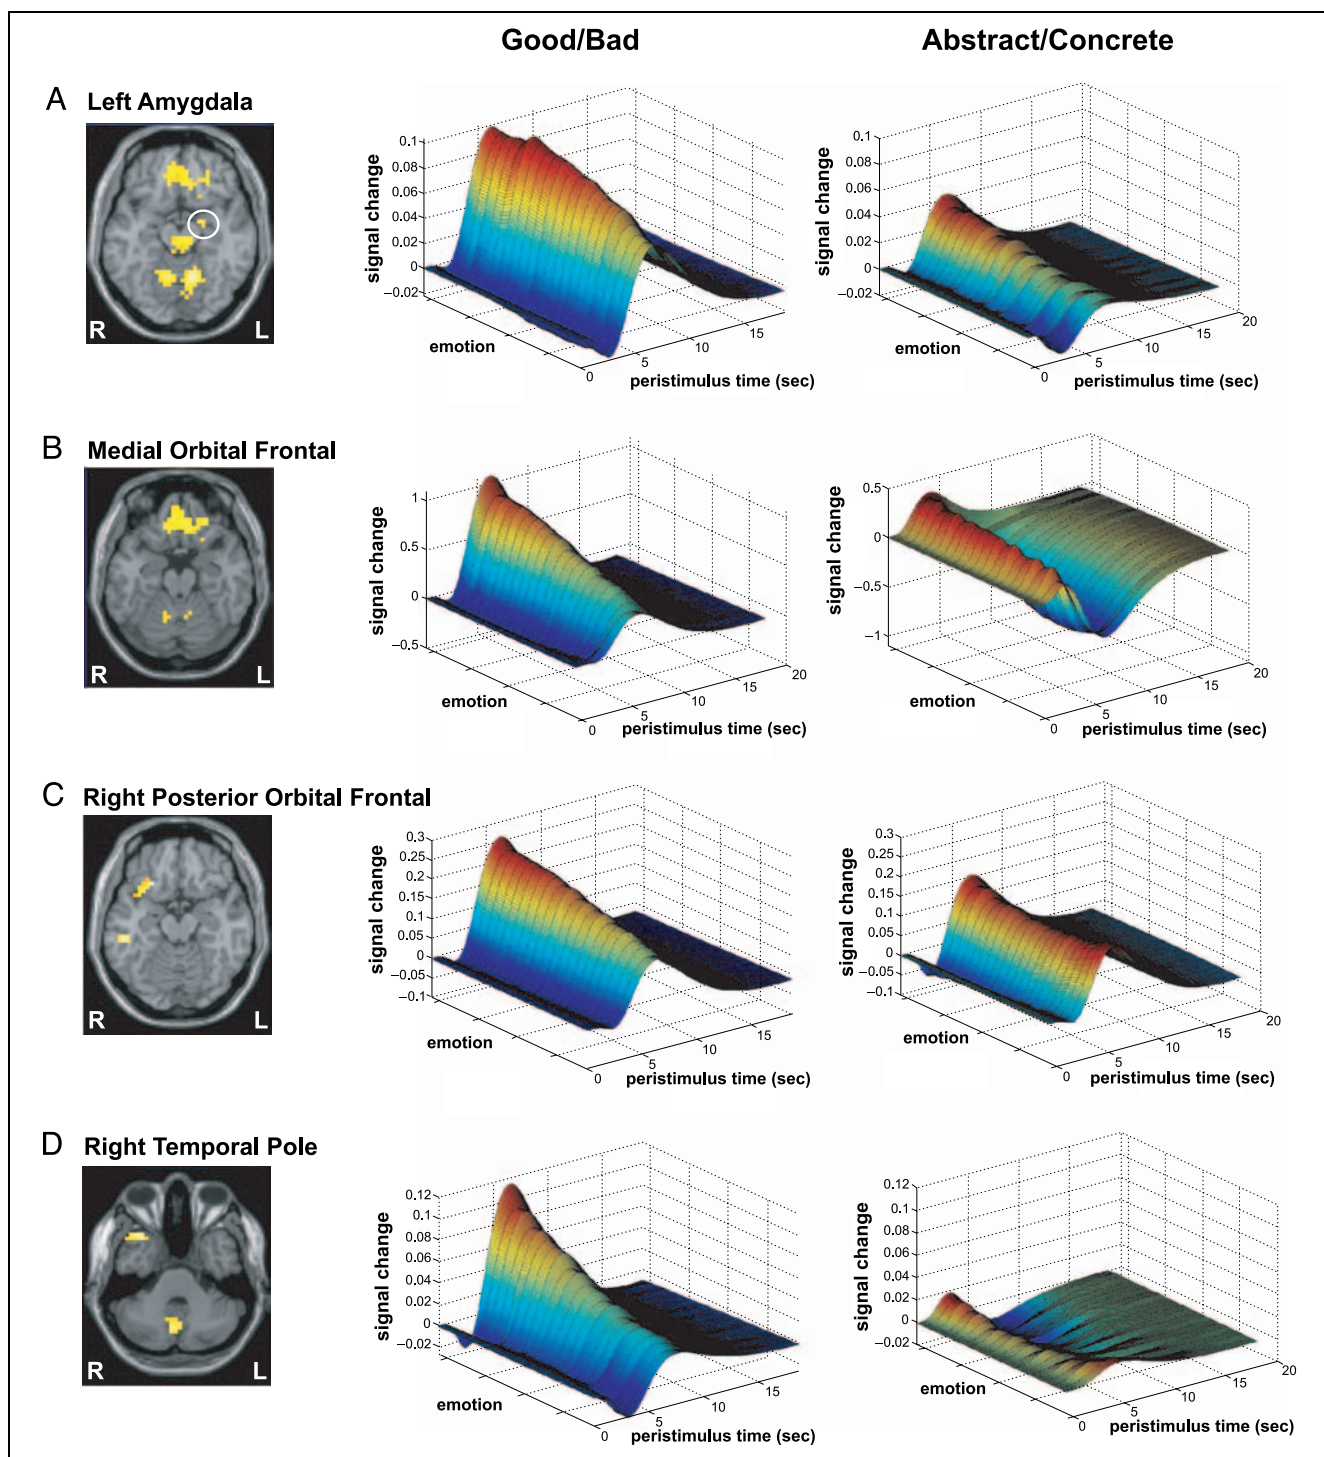 Good/Bad
Abstract/Concrete
A Left Amygdala
R L
signal change
0.1
0.08
0.06
0.04
0.02
0
−0.02
emotion
0 5 10 15
peristimulus time (sec)
signal change
0.1
0.08
0.06
0.04
0.02
0
−0.02
emotion
0 5 10 15 20
peristimulus time (sec)
B Medial Orbital Frontal
R L
signal change
1
0.5
0
−0.5
emotion
0 5 10 15 20
peristimulus time (sec)
signal change
0.5
0
−0.5
−1
emotion
0 5 10 15 20
peristimulus time (sec)
C Right Posterior Orbital Frontal
R L
signal change
0.3
0.25
0.2
0.15
0.1
0.05
0
−0.05
−0.1
emotion
0 5 10 15
peristimulus time (sec)
signal change
0.3
0.25
0.2
0.15
0.1
0.05
0
−0.05
−0.1
emotion
0 5 10 15 20
peristimulus time (sec)
D Right Temporal Pole
R L
signal change
0.12
0.1
0.08
0.06
0.04
0.02
0
−0.02
emotion
0 5 10 15
peristimulus time (sec)
signal change
0.12
0.1
0.08
0.06
0.04
0.02
0
−0.02
emotion
0 5 10 15 20
peristimulus time (sec)